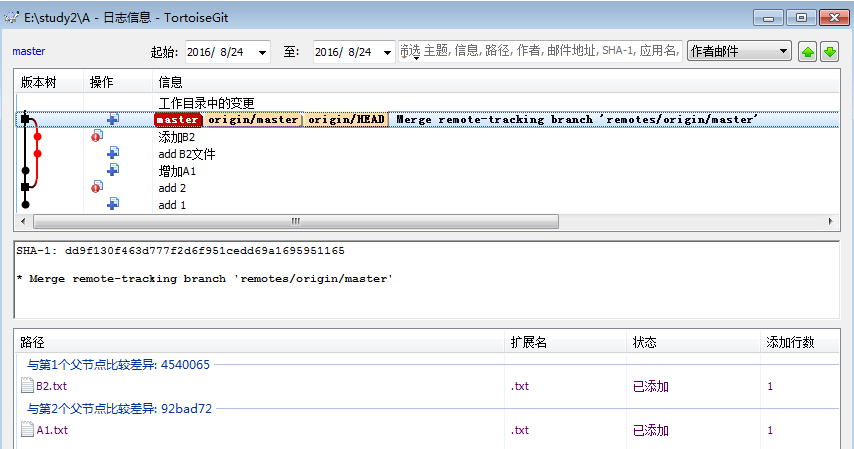 E:\study2\A - 日志信息 - TortoiseGit
master 起始: 2016/ 8/24 至: 2016/ 8/24 筛选 主题, 信息, 路径, 作者, 邮件地址, SHA-1, 应用名, 作者邮件
版本树 操作 信息
工作目录中的变更
master origin/master origin/HEAD Merge remote-tracking branch 'remotes/origin/master'
添加B2
add B2文件
增加A1
add 2
add 1
SHA-1: dd9f130f463d777f2d6f951cedd69a1695951165
* Merge remote-tracking branch 'remotes/origin/master'
路径 扩展名 状态 添加行数
与第1个父节点比较差异: 4540065
B2.txt .txt 已添加 1
与第2个父节点比较差异: 92bad72
A1.txt .txt 已添加 1